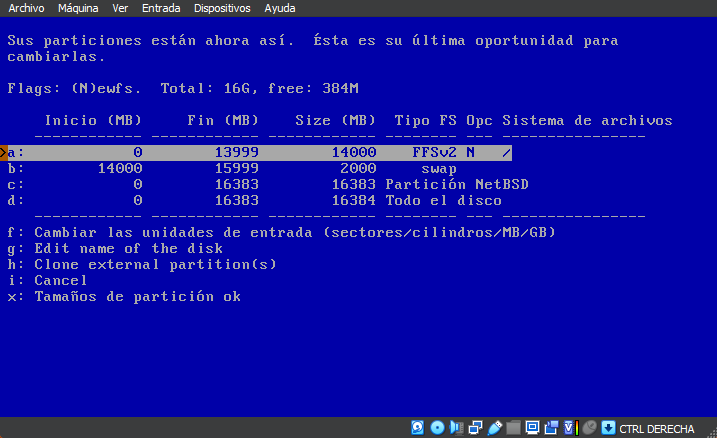 Archivo Máquina Ver Entrada Dispositivos Ayuda
Sus particiones están ahora así.  Ésta es su última oportunidad para
cambiarlas.
Flags: (N)ewfs.  Total: 16G, free: 384M
Inicio (MB) Fin (MB) Size (MB) Tipo FS Opc Sistema de archivos
------------ ------------ ------------ -------- --- ----------------
>a: 0 13999 14000 FFSv2 N /
b: 14000 15999 2000 swap
c: 0 16383 16383 Partición NetBSD
d: 0 16383 16384 Todo el disco
------------ ------------ ------------ -------- --- ----------------
f: Cambiar las unidades de entrada (sectores/cilindros/MB/GB)
g: Edit name of the disk
h: Clone external partition(s)
i: Cancel
x: Tamaños de partición ok
CTRL DERECHA